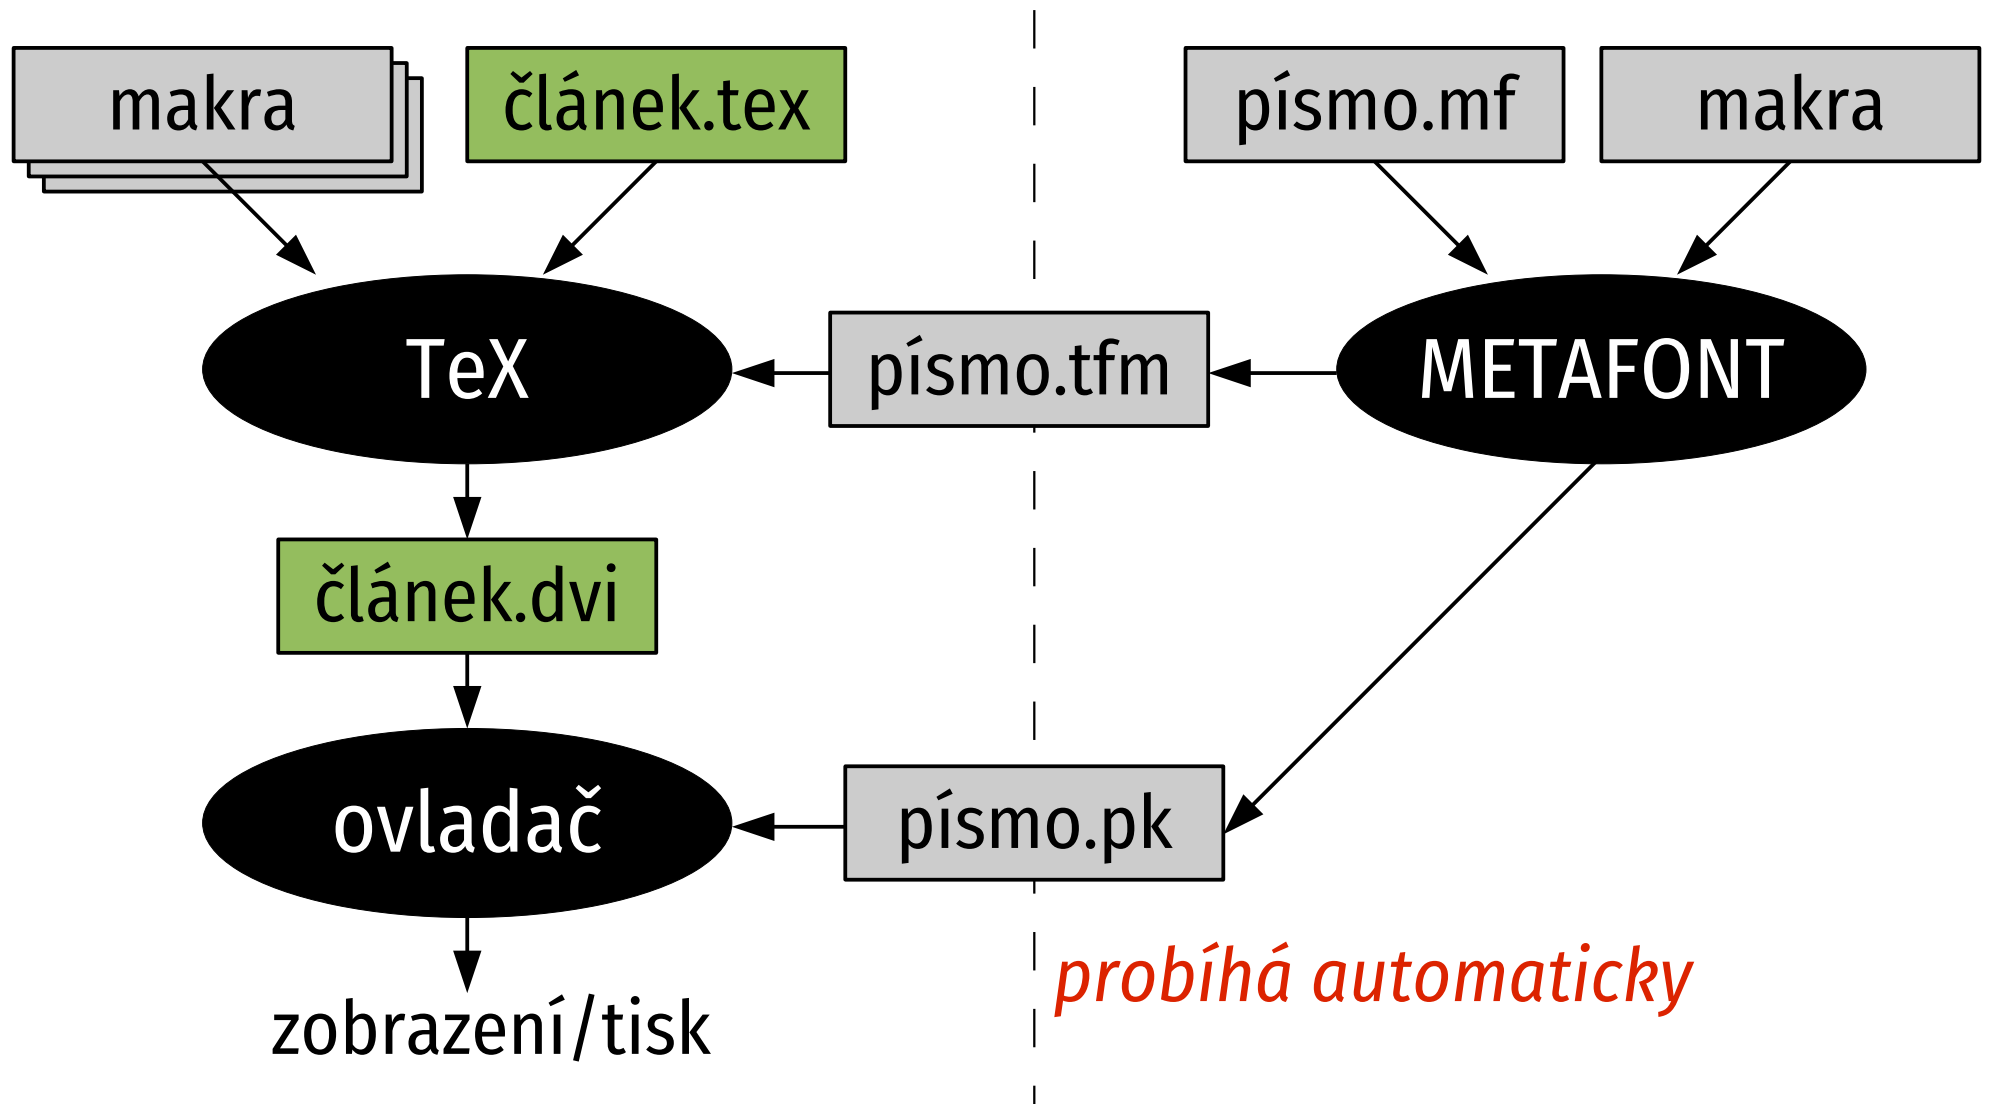 makra
článek.tex
písmo.mf
makra
TeX
písmo.tfm
METAFONT
článek.dvi
ovladač
písmo.pk
probíhá automaticky
zobrazení/tisk